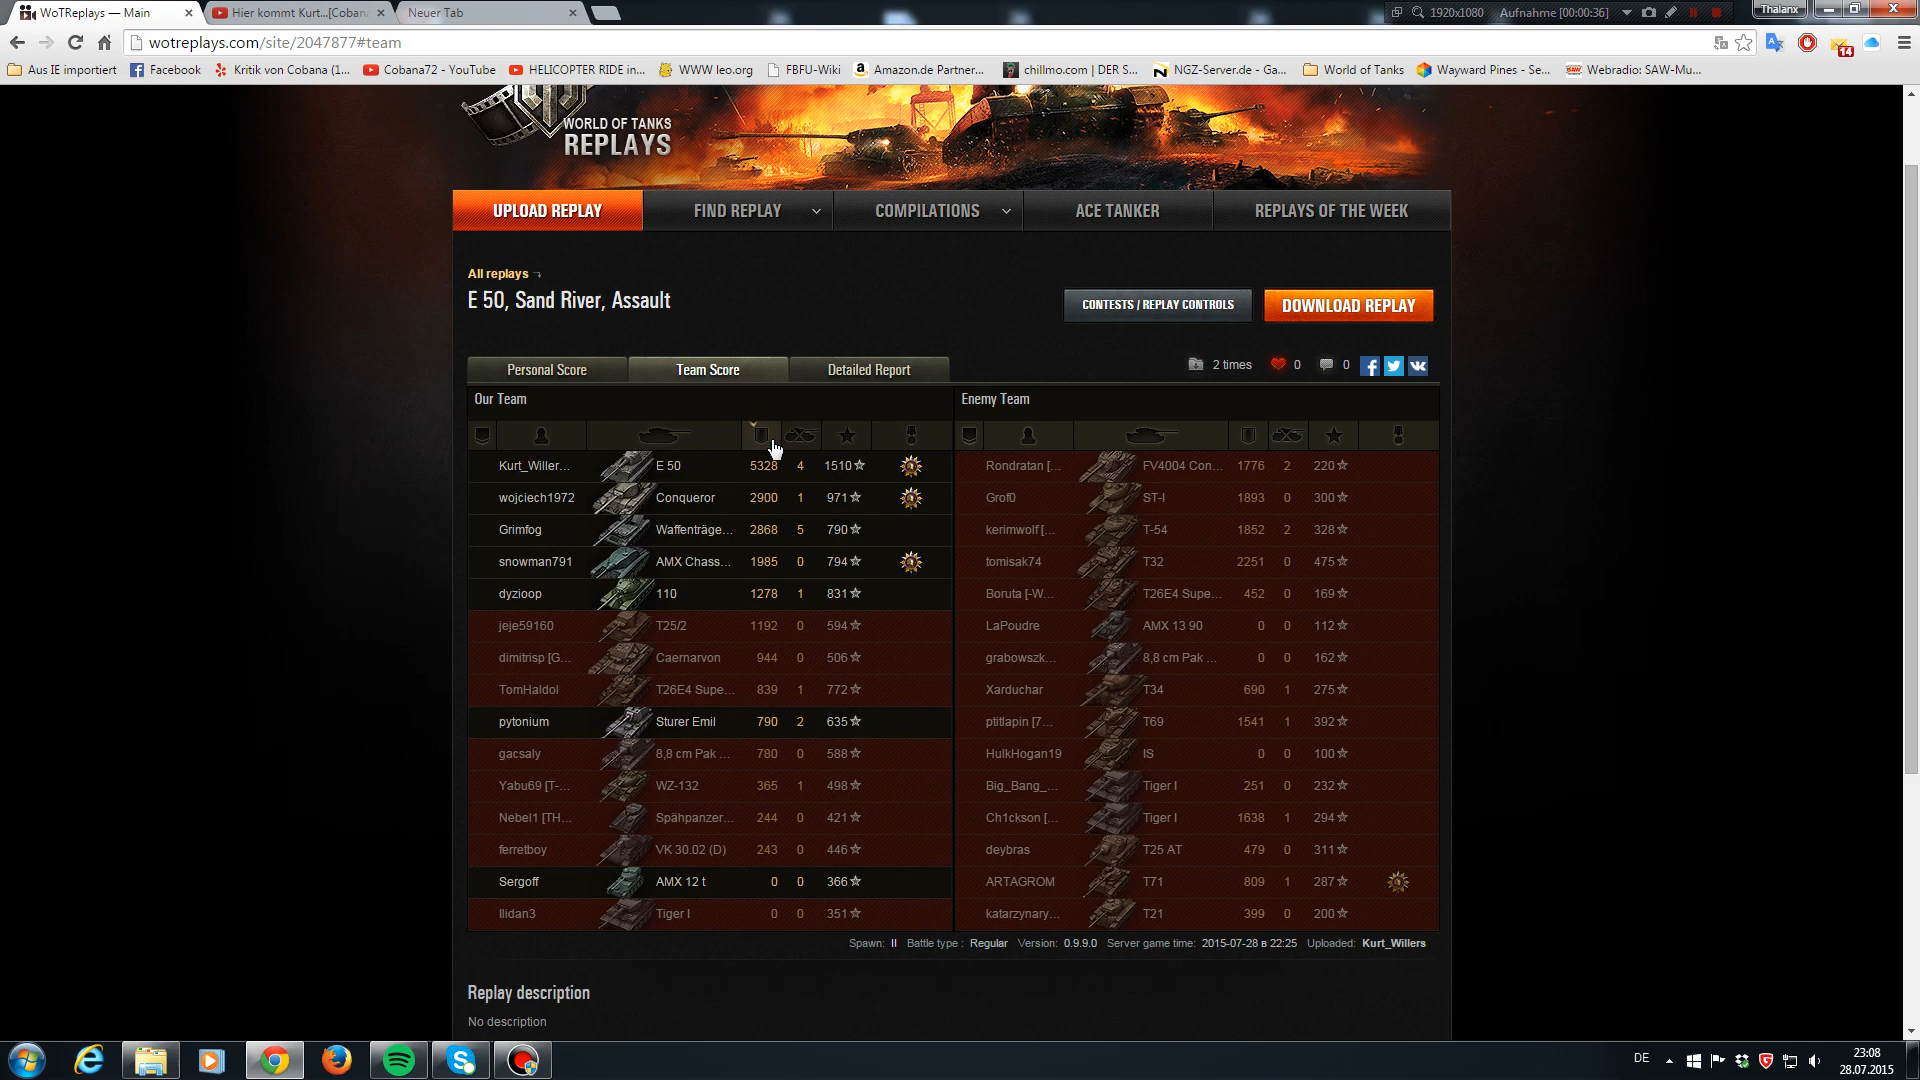 WoTReplays — Main
Hier kommt Kurt...[Coban
Neuer Tab
1920x1080
Aufnahme [00:00:36]
Thalanx
wotreplays.com/site/2047877#team
14
Aus IE importiert
Facebook
Kritik von Cobana (1...
Cobana72 - YouTube
HELICOPTER RIDE in...
WWW leo.org
FBFU-Wiki
Amazon.de Partner...
chillmo.com | DER S...
NGZ-Server.de - Ga...
World of Tanks
Wayward Pines - Se...
Webradio: SAW-Mu...
WORLD OF TANKS
REPLAYS
UPLOAD REPLAY
FIND REPLAY
COMPILATIONS
ACE TANKER
REPLAYS OF THE WEEK
All replays
E 50, Sand River, Assault
CONTESTS / REPLAY CONTROLS
DOWNLOAD REPLAY
Personal Score
Team Score
Detailed Report
2 times
0
0
Our Team
Kurt_Willer... E 50 5328 4 1510
wojciech1972 Conqueror 2900 1 971
Grimfog Waffenträge... 2868 5 790
snowman791 AMX Chass... 1985 0 794
dyzioop 110 1278 1 831
jeje59160 T25/2 1192 0 594
dimitrisp [G... Caernarvon 944 0 506
TomHaldol T26E4 Supe... 839 1 772
pytonium Sturer Emil 790 2 635
gacsaly 8,8 cm Pak ... 780 0 588
Yabu69 [T-... WZ-132 365 1 498
Nebel1 [TH... Spähpanzer... 244 0 421
ferretboy VK 30.02 (D) 243 0 446
Sergoff AMX 12 t 0 0 366
Ilidan3 Tiger I 0 0 351
Enemy Team
Rondratan [... FV4004 Con... 1776 2 220
Grof0 ST-I 1893 0 300
kerimwolf [... T-54 1852 2 328
tomisak74 T32 2251 0 475
Boruta [-W... T26E4 Supe... 452 0 169
LaPoudre AMX 13 90 0 0 112
grabowszk... 8,8 cm Pak ... 0 0 162
Xarduchar T34 690 1 275
ptitlapin [7... T69 1541 1 392
HulkHogan19 IS 0 0 100
Big_Bang_... Tiger I 251 0 232
Ch1ckson [... Tiger I 1638 1 294
deybras T25 AT 479 0 311
ARTAGROM T71 809 1 287
katarzynary... T21 399 0 200
Spawn: II Battle type : Regular Version: 0.9.9.0 Server game time: 2015-07-28 в 22:25 Uploaded: Kurt_Willers
Replay description
No description
DE
23:08
28.07.2015